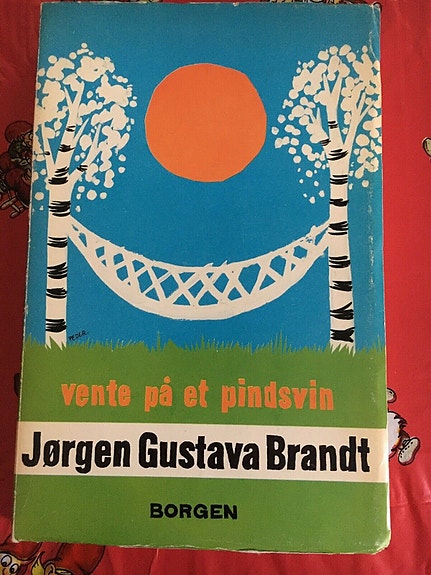 vente på et pindsvin
Jørgen Gustava Brandt
BORGEN